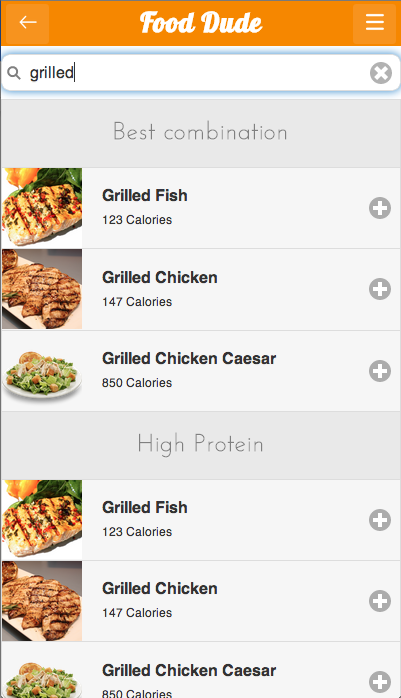 Food Dude
grilled
Best combination
Grilled Fish
123 Calories
Grilled Chicken
147 Calories
Grilled Chicken Caesar
850 Calories
High Protein
Grilled Fish
123 Calories
Grilled Chicken
147 Calories
Grilled Chicken Caesar
850 Calories